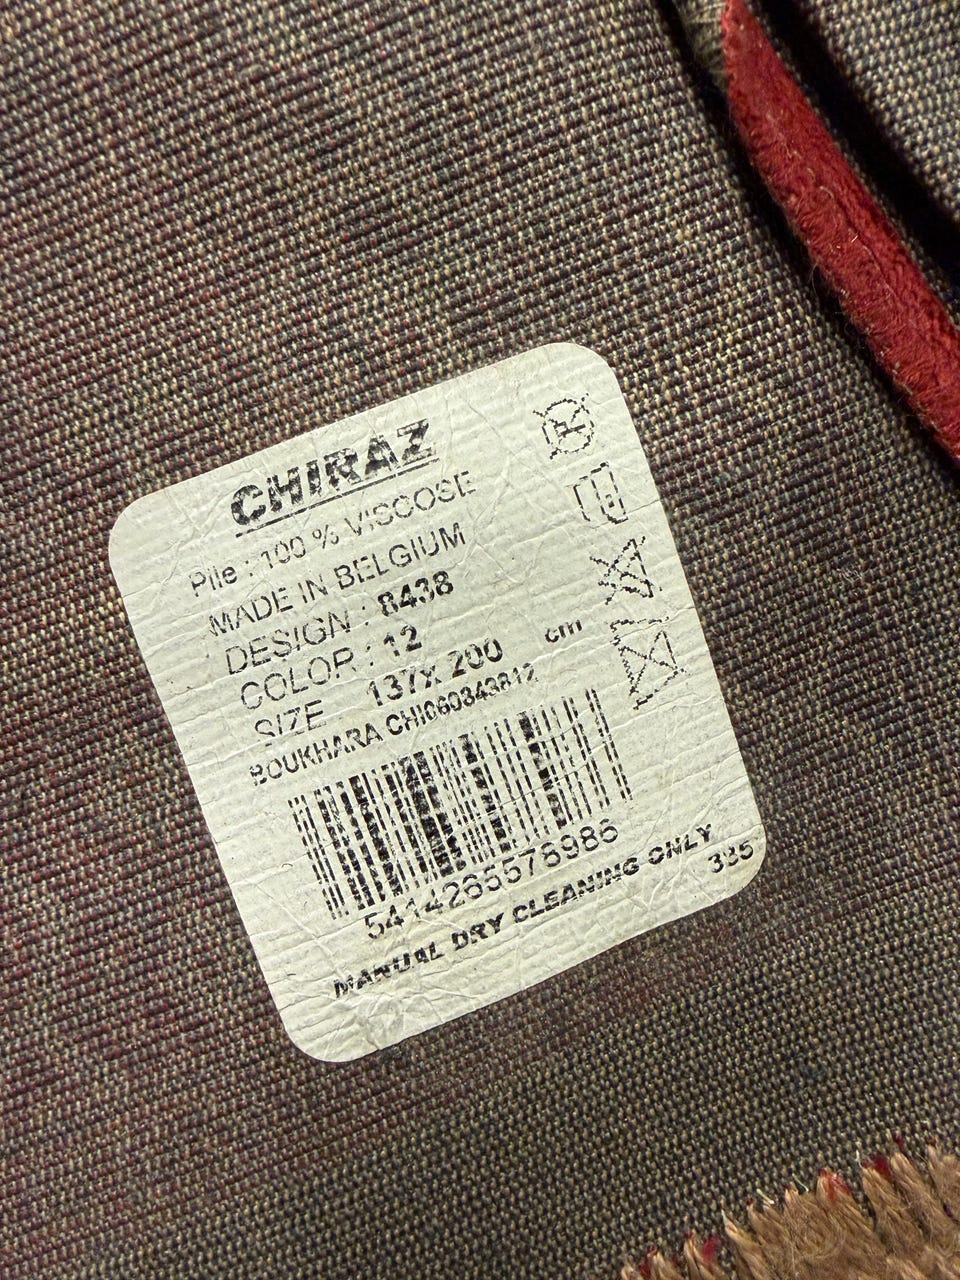 CHIRAZ
Pile : 100 % VISCOSE
MADE IN BELGIUM
DESIGN : 8438
COLOR : 12
SIZE : 137x 200 cm
BOUKHARA CHI060843812
5414265578986
MANUAL DRY CLEANING ONLY
335